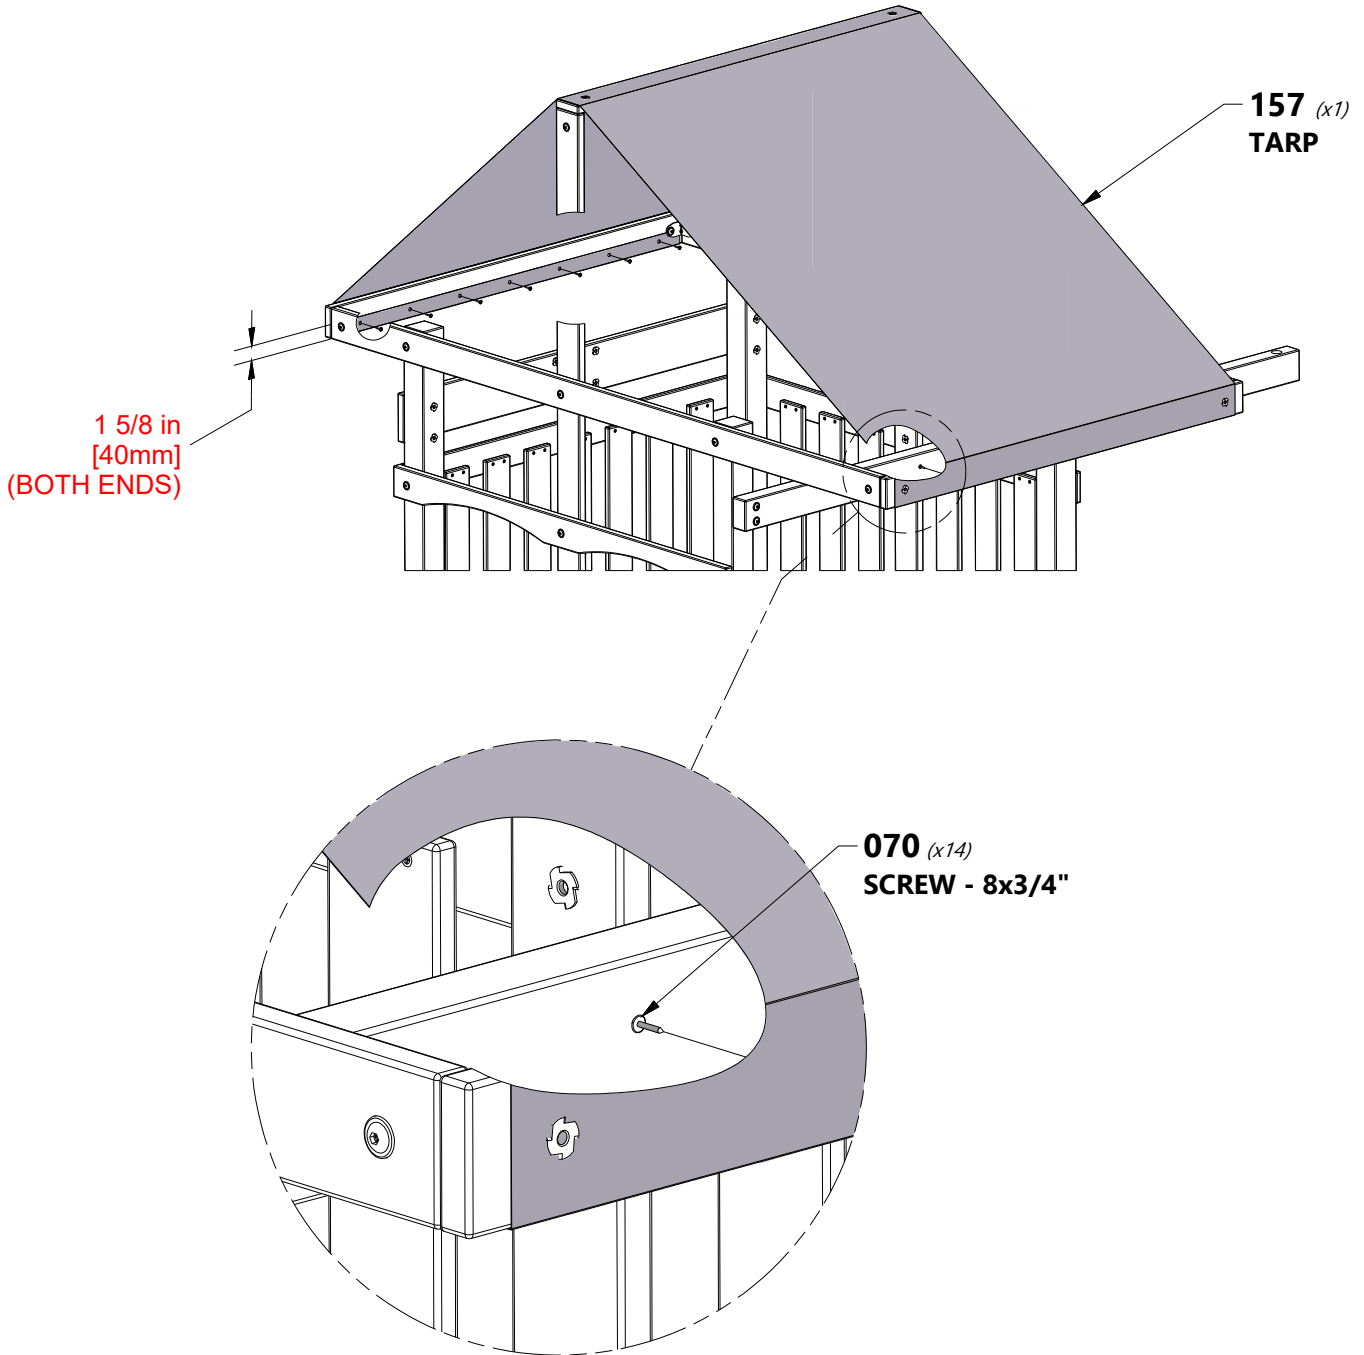 157 (x1)
TARP
1 5/8 in
[40mm]
(BOTH ENDS)
070 (x14)
SCREW - 8x3/4"